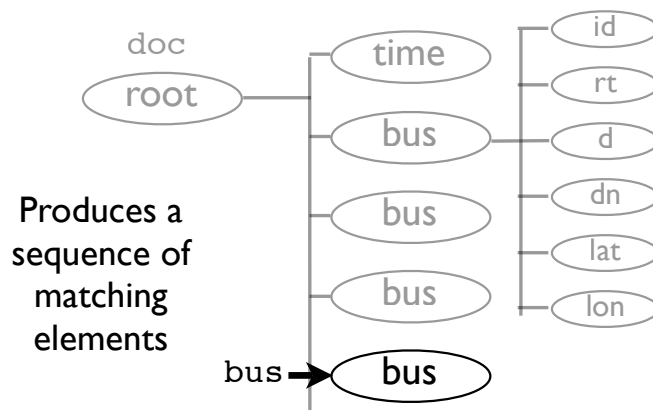 doc
root
time
bus
bus
bus
bus
id
rt
d
dn
lat
lon
Produces a
sequence of
matching
elements
bus